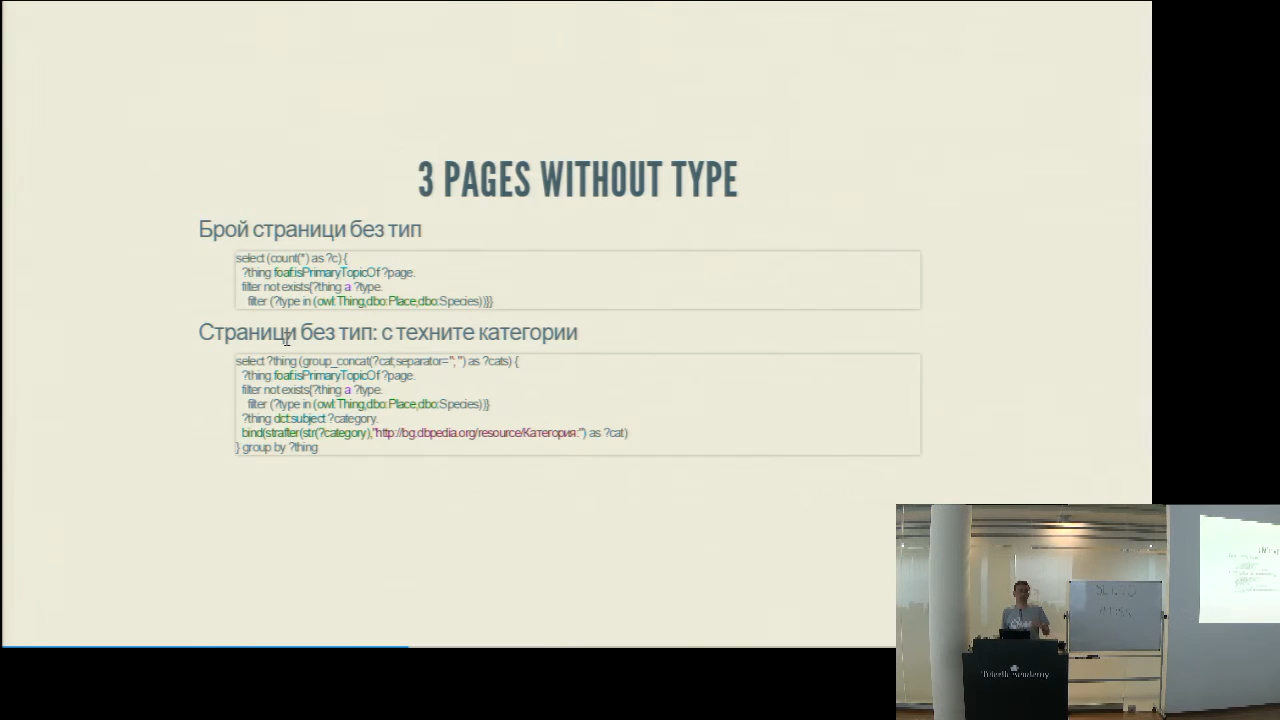 3 PAGES WITHOUT TYPE
Брой страници без тип
select (count(*) as ?c) {
?thing foaf:isPrimaryTopicOf ?page.
filter not exists{?thing a ?type.
filter (?type in (owl:Thing,dbo:Place,dbo:Species))}}
Страници без тип: с техните категории
select ?thing (group_concat(?cat;separator="; ") as ?cats) {
?thing foaf:isPrimaryTopicOf ?page.
filter not exists{?thing a ?type.
filter (?type in (owl:Thing,dbo:Place,dbo:Species))}
?thing dct:subject ?category.
bind(strafter(str(?category),"http://bg.dbpedia.org/resource/Категория:") as ?cat)
} group by ?thing
Telerik Academy